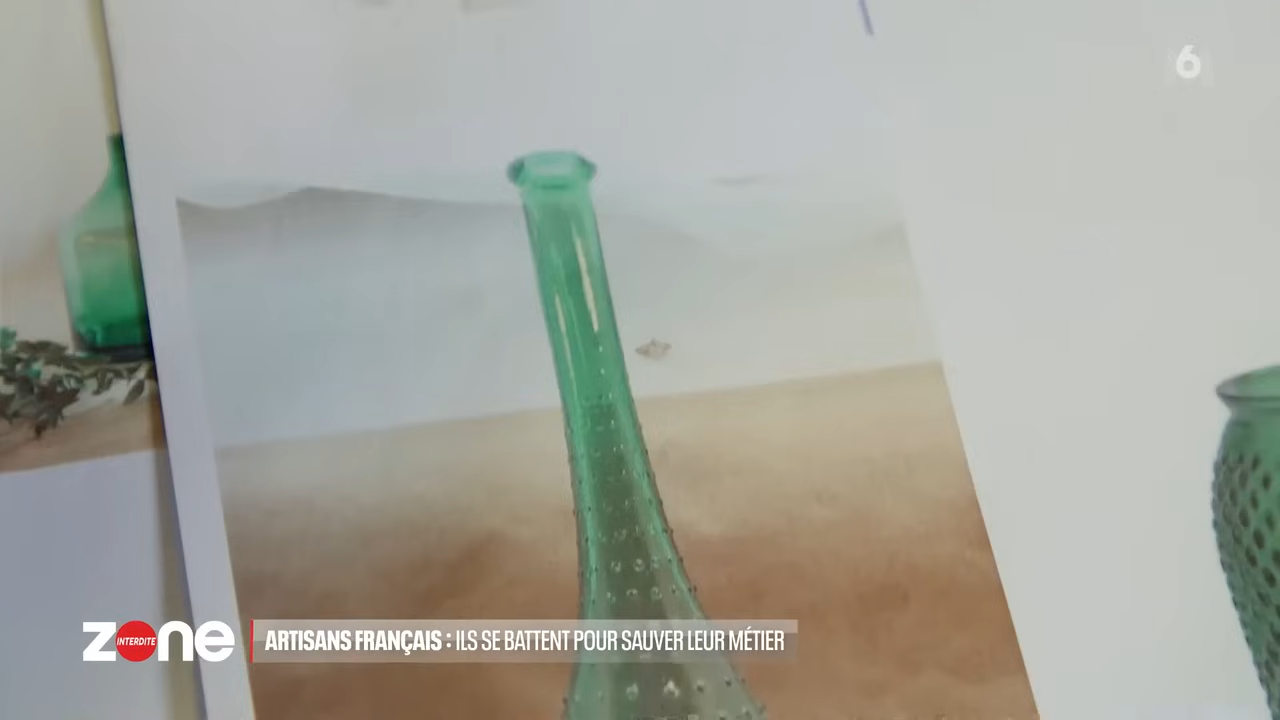 6
zone
INTERDITE
ARTISANS FRANÇAIS : ILS SE BATTENT POUR SAUVER LEUR MÉTIER